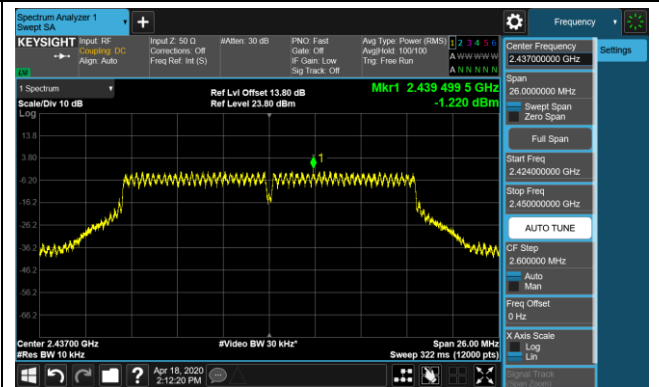 Spectrum Analyzer 1
Swept SA
+
Frequency
KEYSIGHT
Input: RF
Coupling: DC
Align: Auto
Input Z: 50 Ω
Corrections: Off
Freq Ref: Int (S)
#Atten: 30 dB
PNO: Fast
Gate: Off
IF Gain: Low
Sig Track: Off
Avg Type: Power (RMS)
Avg|Hold: 100/100
Trig: Free Run
1 2 3 4 5 6
A W W W W W
A N N N N N
LW
Center Frequency
2.437000000 GHz
Settings
Span
26.0000000 MHz
Swept Span
Zero Span
Full Span
Start Freq
2.424000000 GHz
Stop Freq
2.450000000 GHz
AUTO TUNE
CF Step
2.600000 MHz
Auto
Man
Freq Offset
0 Hz
X Axis Scale
Log
Lin
Signal Track
(Span Zoom)
1 Spectrum
Scale/Div 10 dB
Log
Ref Lvl Offset 13.80 dB
Ref Level 23.80 dBm
Mkr1 2.439 499 5 GHz
-1.220 dBm
13.8
3.80
1
-6.20
-16.2
-26.2
-36.2
-46.2
-56.2
-66.2
Center 2.43700 GHz
#Res BW 10 kHz
#Video BW 30 kHz*
Span 26.00 MHz
Sweep 322 ms (12000 pts)
?
Apr 18, 2020
2:12:20 PM